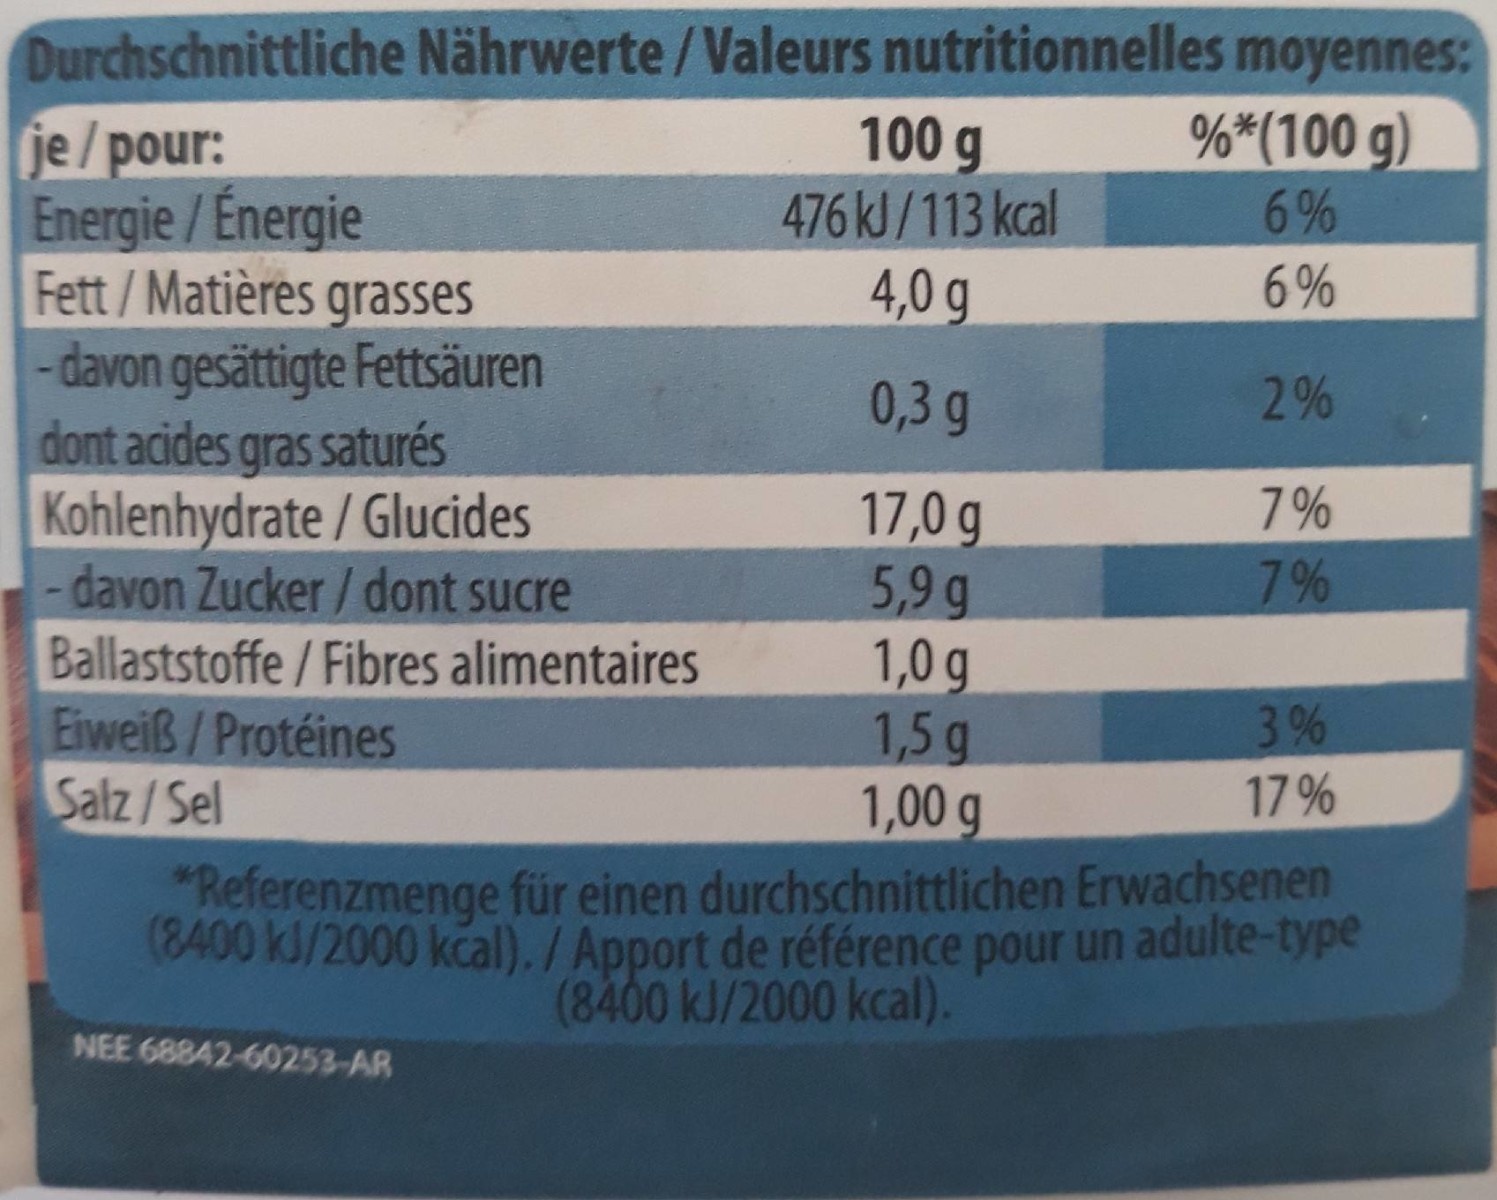 Durchschnittliche Nährwerte / Valeurs nutritionnelles moyennes:
je / pour: 100 g %*(100 g)
Energie / Énergie 476 kJ / 113 kcal 6 %
Fett / Matières grasses 4,0 g 6 %
- davon gesättigte Fettsäuren
dont acides gras saturés 0,3 g 2 %
Kohlenhydrate / Glucides 17,0 g 7 %
- davon Zucker / dont sucre 5,9 g 7 %
Ballaststoffe / Fibres alimentaires 1,0 g
Eiweiß / Protéines 1,5 g 3 %
Salz / Sel 1,00 g 17 %
*Referenzmenge für einen durchschnittlichen Erwachsenen
(8400 kJ/2000 kcal). / Apport de référence pour un adulte-type
(8400 kJ/2000 kcal).
NEE 68842-60253-AR